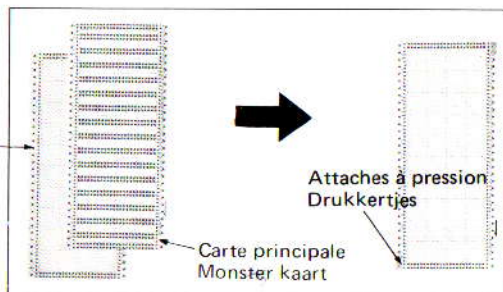 Attaches à pression
Drukkertjes
Carte principale
Monster kaart